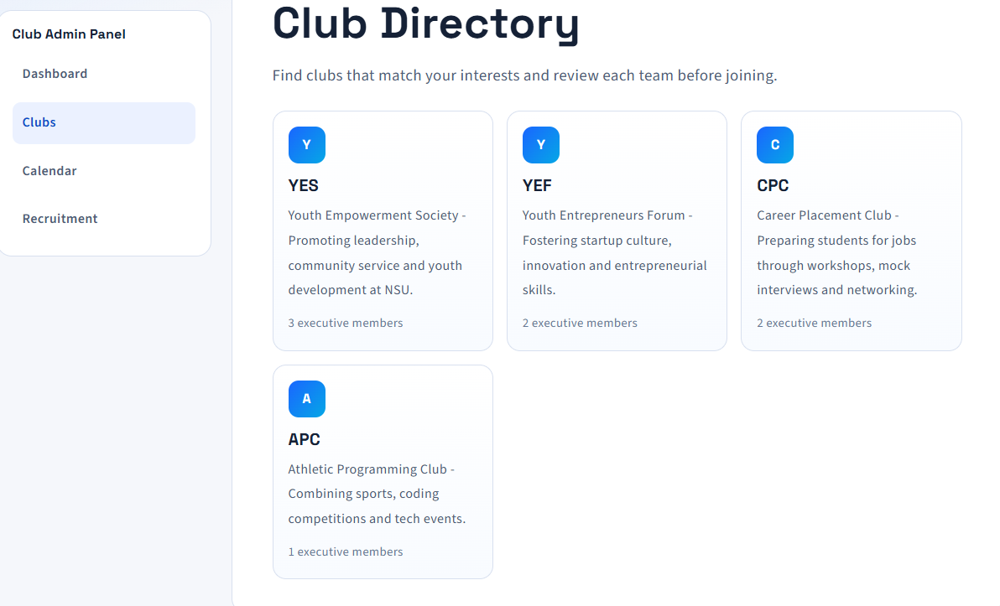 Club Admin Panel
Dashboard
Clubs
Calendar
Recruitment
Club Directory
Find clubs that match your interests and review each team before joining.
Y
YES
Youth Empowerment Society -
Promoting leadership,
community service and youth
development at NSU.
3 executive members
Y
YEF
Youth Entrepreneurs Forum -
Fostering startup culture,
innovation and entrepreneurial
skills.
2 executive members
C
CPC
Career Placement Club -
Preparing students for jobs
through workshops, mock
interviews and networking.
2 executive members
A
APC
Athletic Programming Club -
Combining sports, coding
competitions and tech events.
1 executive members